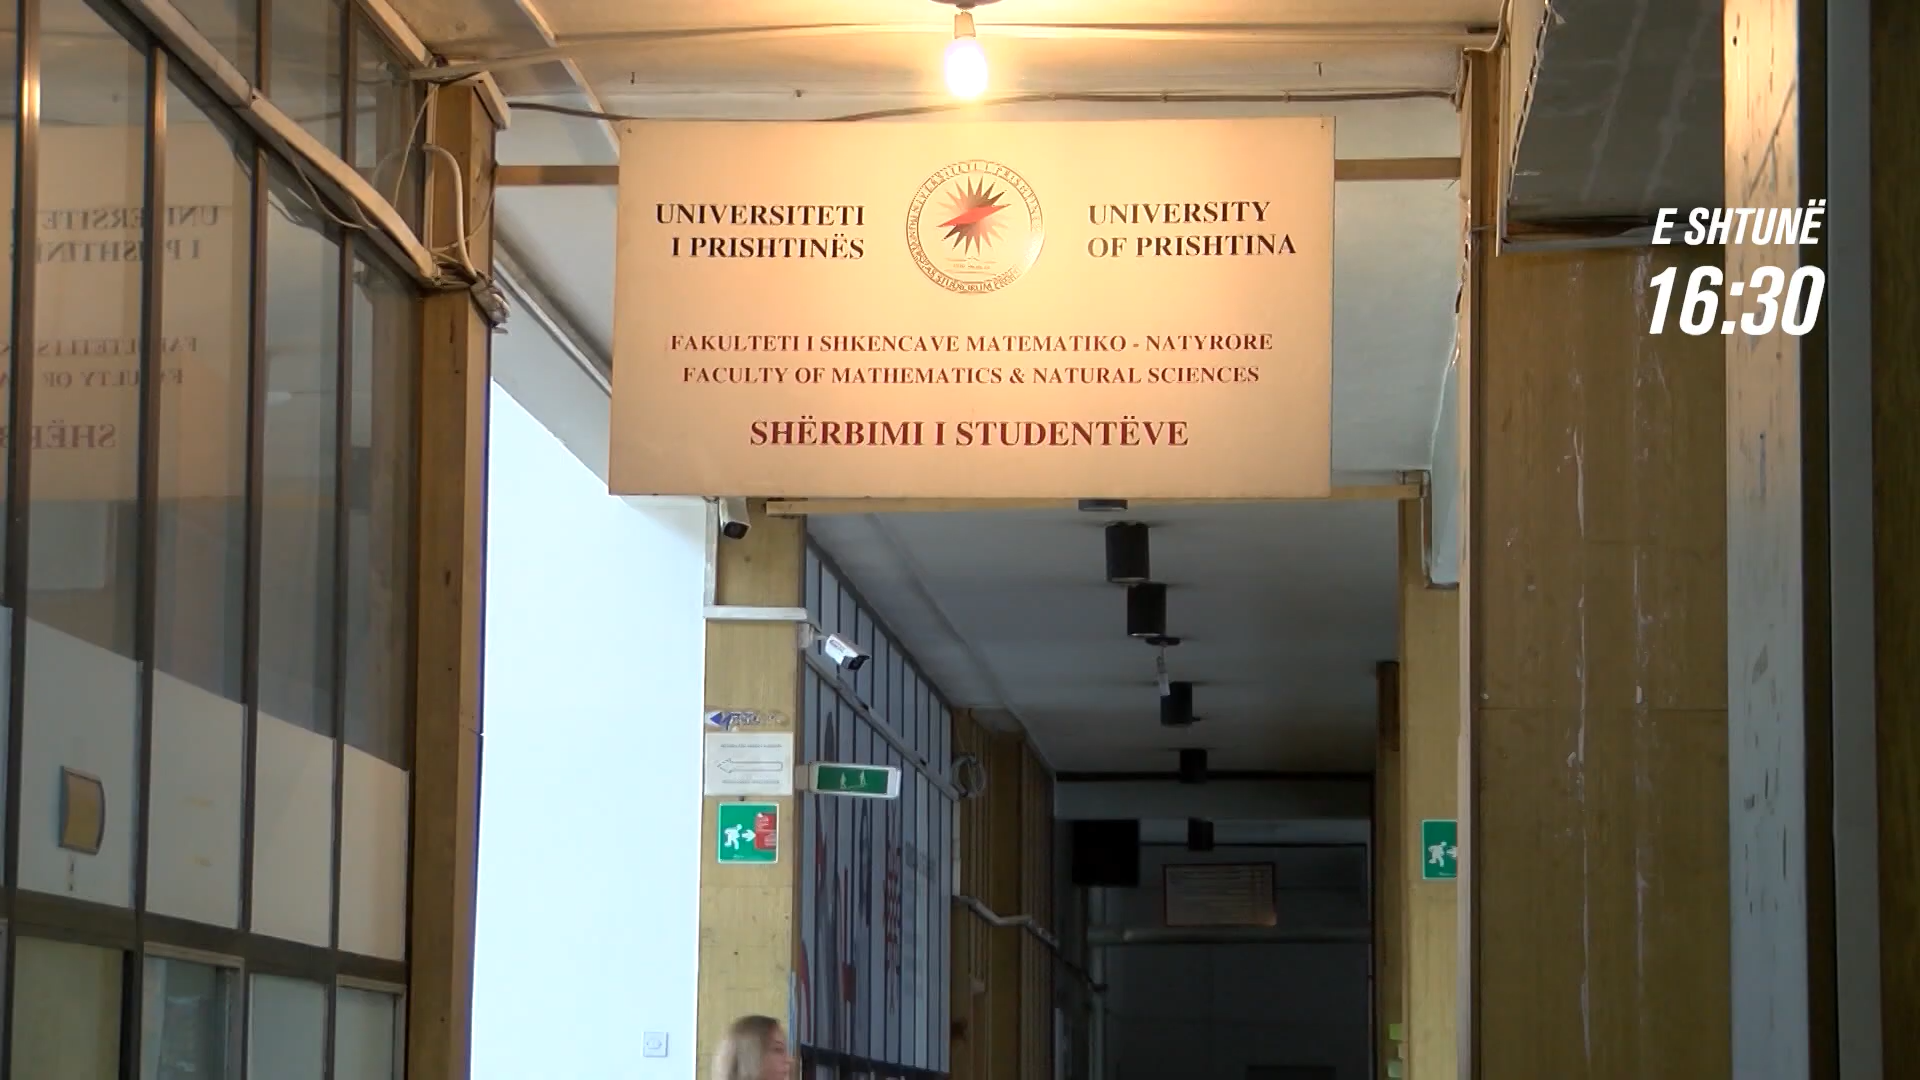 UNIVERSITETI
I PRISHTINËS
UNIVERSITY
OF PRISHTINA
FAKULTETI I SHKENCAVE MATEMATIKO - NATYRORE
FACULTY OF MATHEMATICS & NATURAL SCIENCES
SHËRBIMI I STUDENTËVE
E SHTUNË
16:30